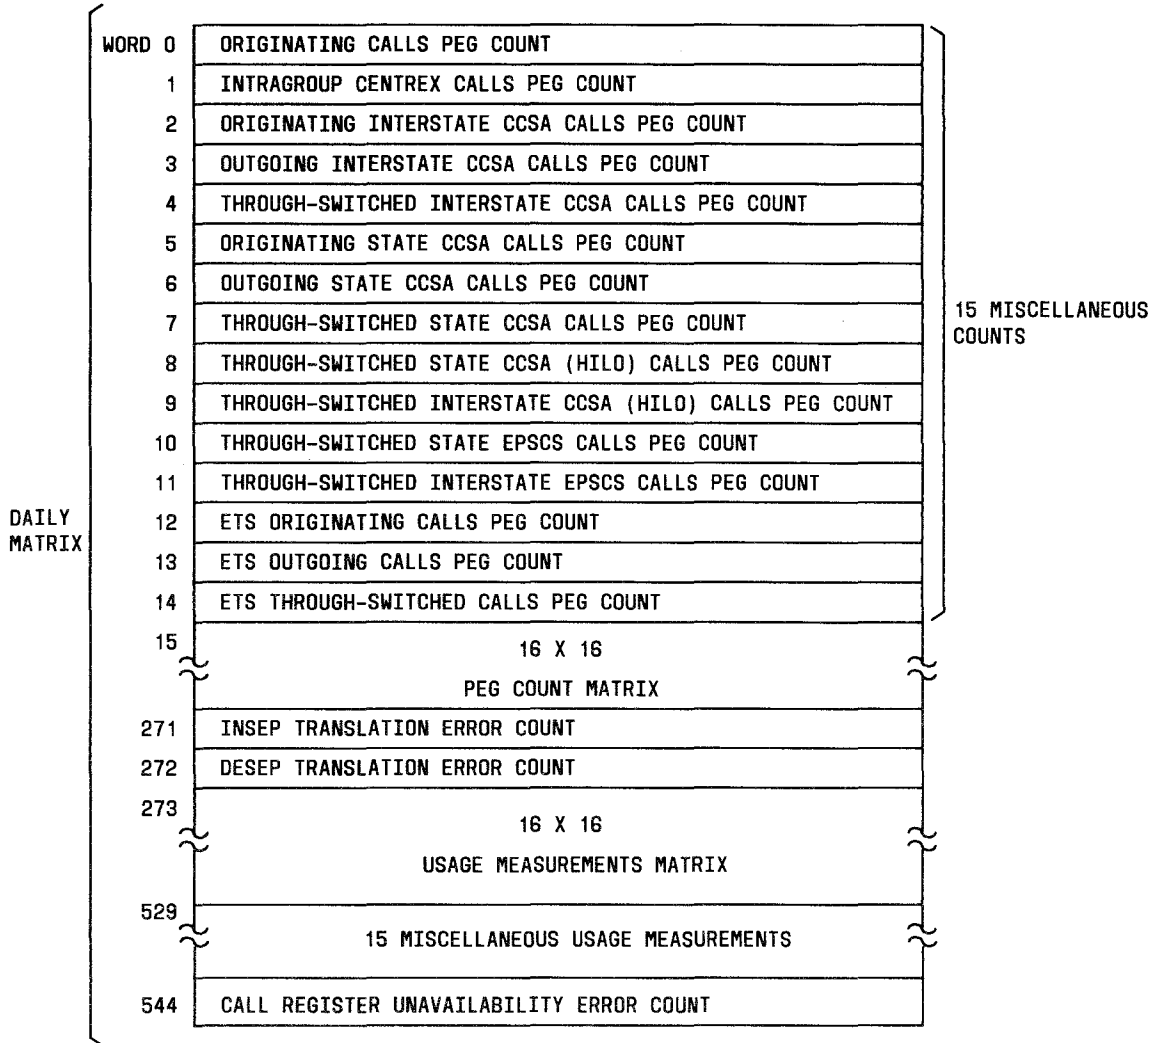 WORD 0 ORIGINATING CALLS PEG COUNT
1 INTRAGROUP CENTREX CALLS PEG COUNT
2 ORIGINATING INTERSTATE CCSA CALLS PEG COUNT
3 OUTGOING INTERSTATE CCSA CALLS PEG COUNT
4 THROUGH-SWITCHED INTERSTATE CCSA CALLS PEG COUNT
5 ORIGINATING STATE CCSA CALLS PEG COUNT
6 OUTGOING STATE CCSA CALLS PEG COUNT
7 THROUGH-SWITCHED STATE CCSA CALLS PEG COUNT
8 THROUGH-SWITCHED STATE CCSA (HILO) CALLS PEG COUNT
9 THROUGH-SWITCHED INTERSTATE CCSA (HILO) CALLS PEG COUNT
10 THROUGH-SWITCHED STATE EPSCS CALLS PEG COUNT
11 THROUGH-SWITCHED INTERSTATE EPSCS CALLS PEG COUNT
12 ETS ORIGINATING CALLS PEG COUNT
13 ETS OUTGOING CALLS PEG COUNT
14 ETS THROUGH-SWITCHED CALLS PEG COUNT
15 MISCELLANEOUS
COUNTS
DAILY
MATRIX
15 16 X 16
PEG COUNT MATRIX
271 INSEP TRANSLATION ERROR COUNT
272 DESEP TRANSLATION ERROR COUNT
273 16 X 16
USAGE MEASUREMENTS MATRIX
529
15 MISCELLANEOUS USAGE MEASUREMENTS
544 CALL REGISTER UNAVAILABILITY ERROR COUNT